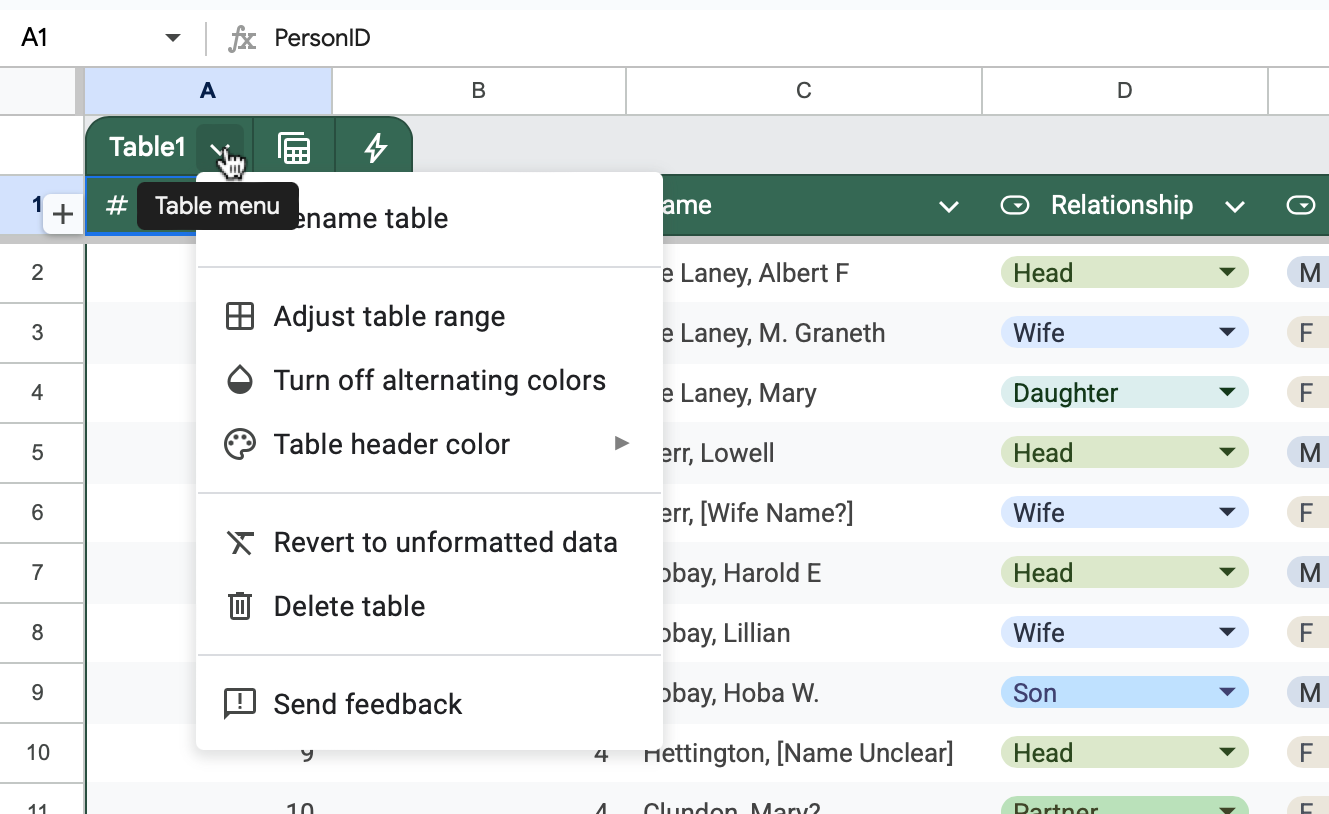 A1 fx PersonID
A B C D
Table1
1 + # Table menu ename table ame Relationship
2 e Laney, Albert F Head M
3 Adjust table range e Laney, M. Graneth Wife F
4 Turn off alternating colors e Laney, Mary Daughter F
5 Table header color err, Lowell Head M
6 err, [Wife Name?] Wife F
7 Revert to unformatted data obay, Harold E Head M
8 Delete table obay, Lillian Wife F
9 Send feedback obay, Hoba W. Son M
10 9 4 Hettington, [Name Unclear] Head F
11 10 4 Clundon, Mary? Partner F